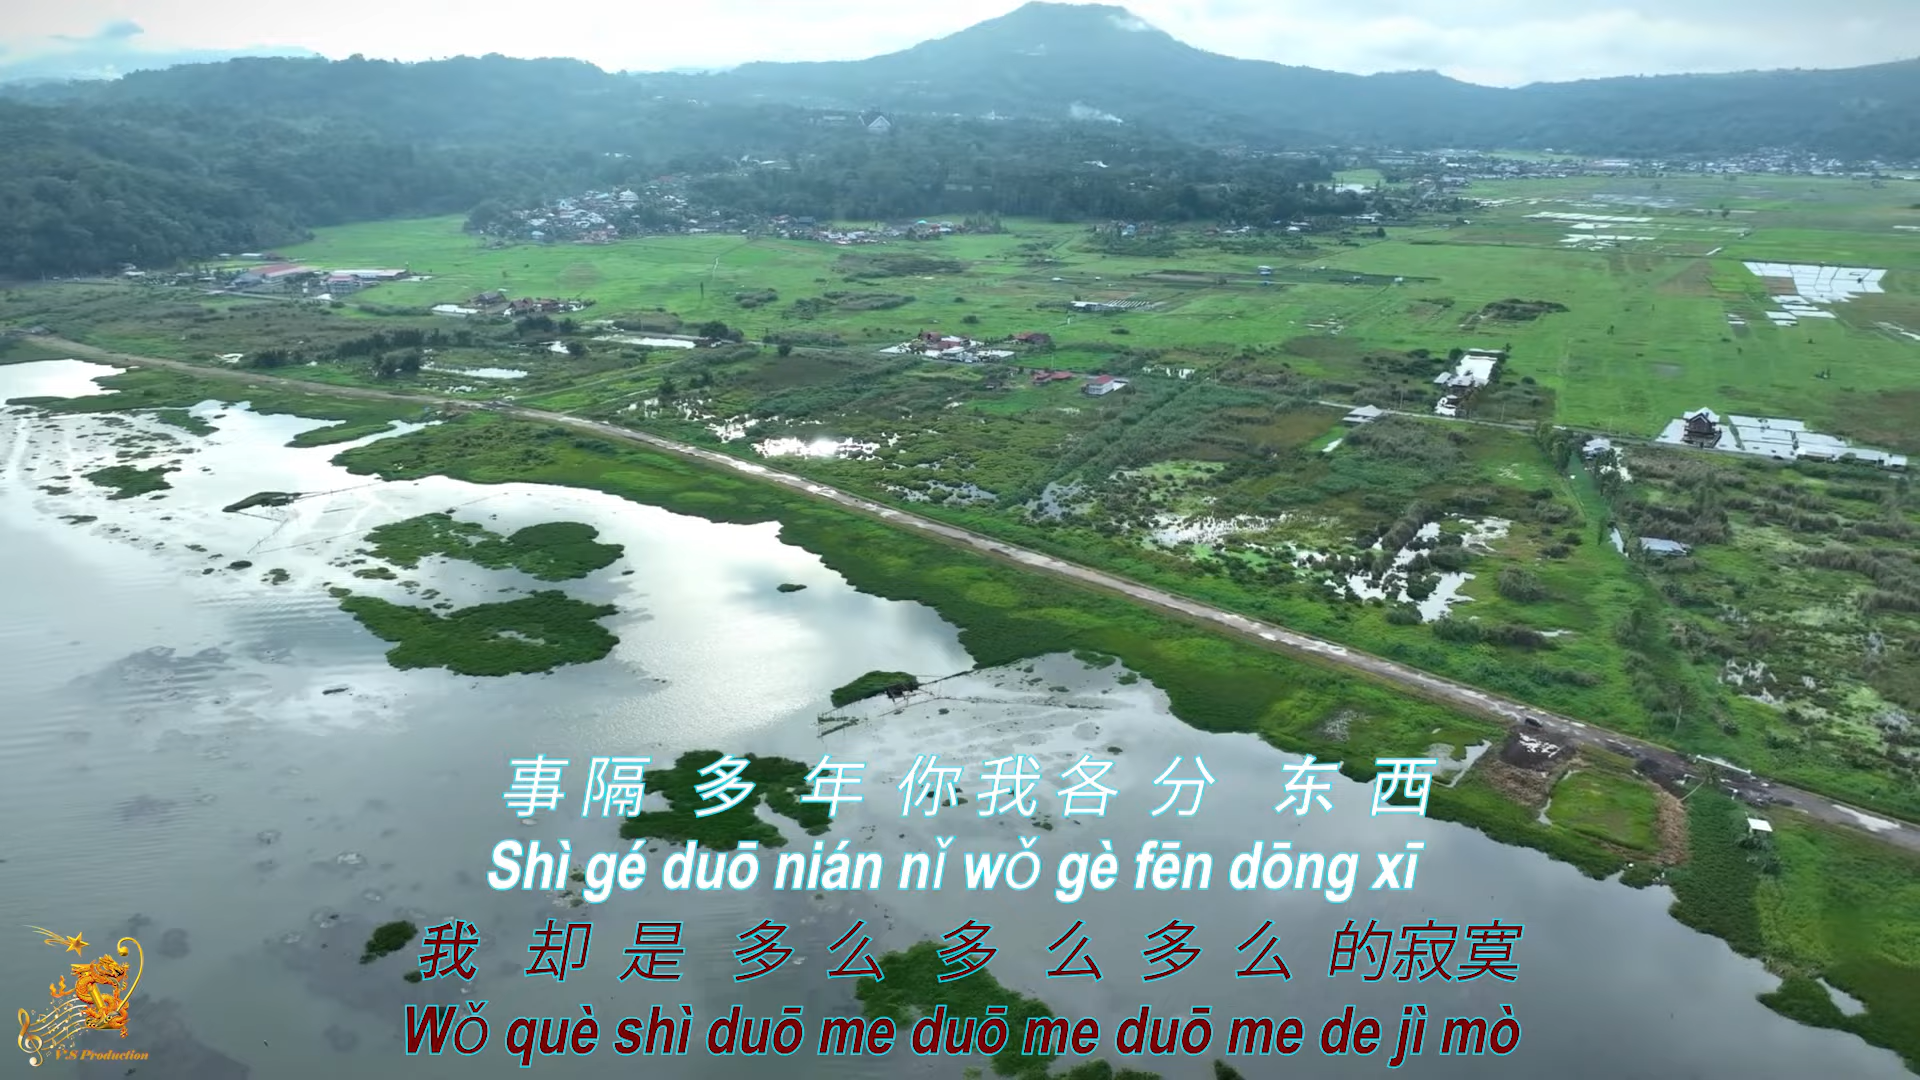 事隔多年你我各分东西
Shì gé duō nián nǐ wǒ gè fēn dōng xī
我却是多么多么多么的寂寞
Wǒ què shì duō me duō me duō me de jì mò
V.S Production